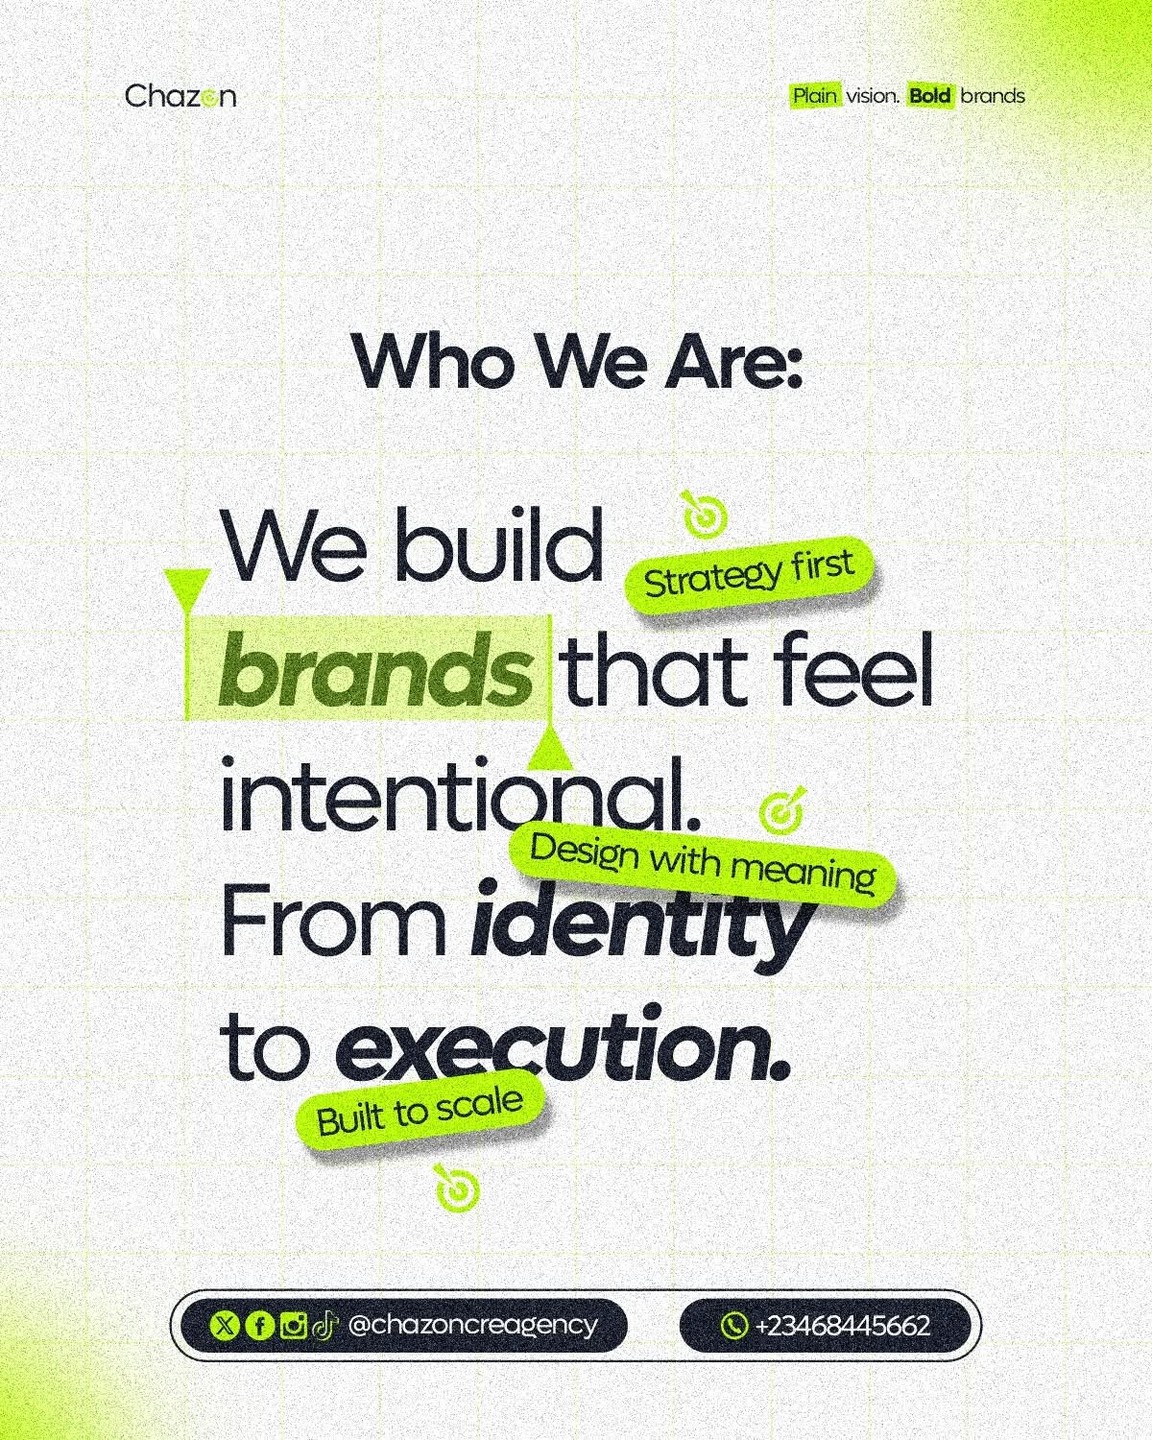 Chazon
Plain vision. Bold brands
Who We Are:
We build
Strategy first
brands that feel
intentional.
Design with meaning
From identity
to execution.
Built to scale
@chazoncreagency
+23468445662